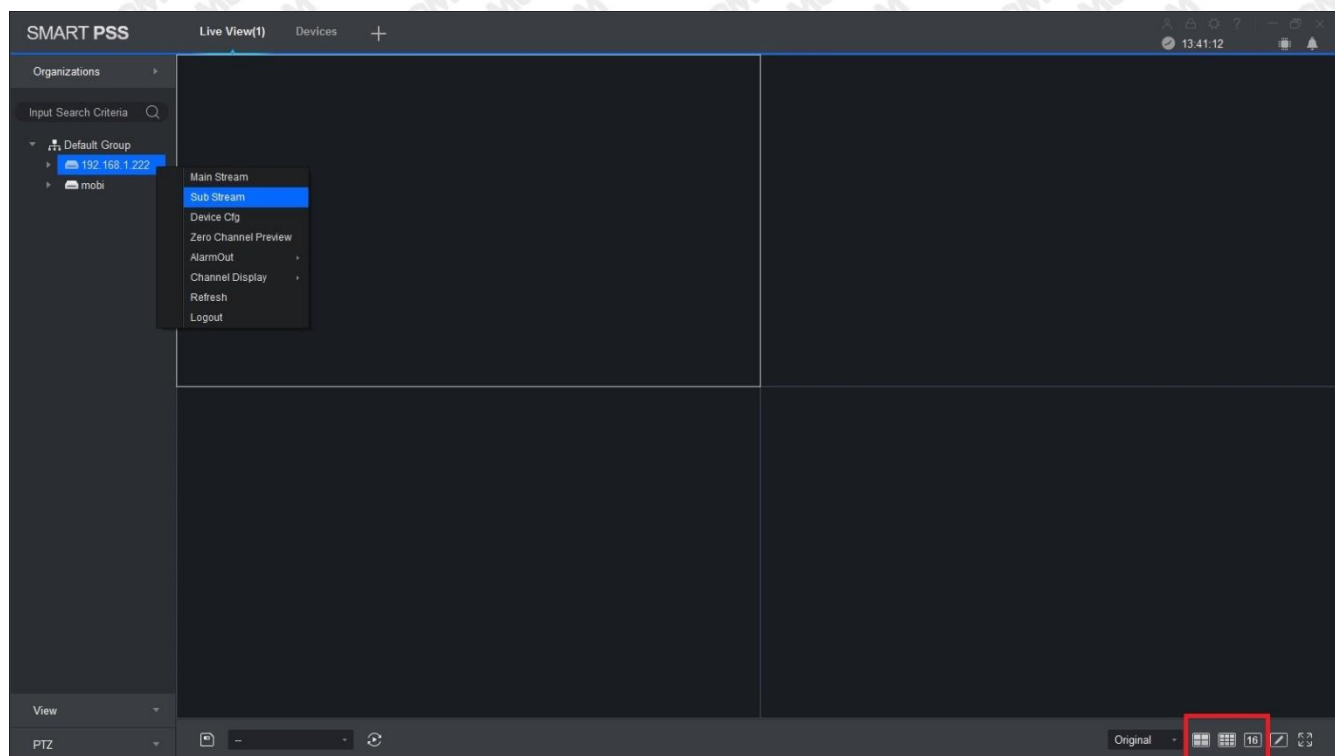 SMART PSS
Live View(1)
Devices
13:41:12
Organizations
Input Search Criteria
Default Group
192.168.1.222
mobi
Main Stream
Sub Stream
Device Cfg
Zero Channel Preview
AlarmOut
Channel Display
Refresh
Logout
View
PTZ
--
Original
16